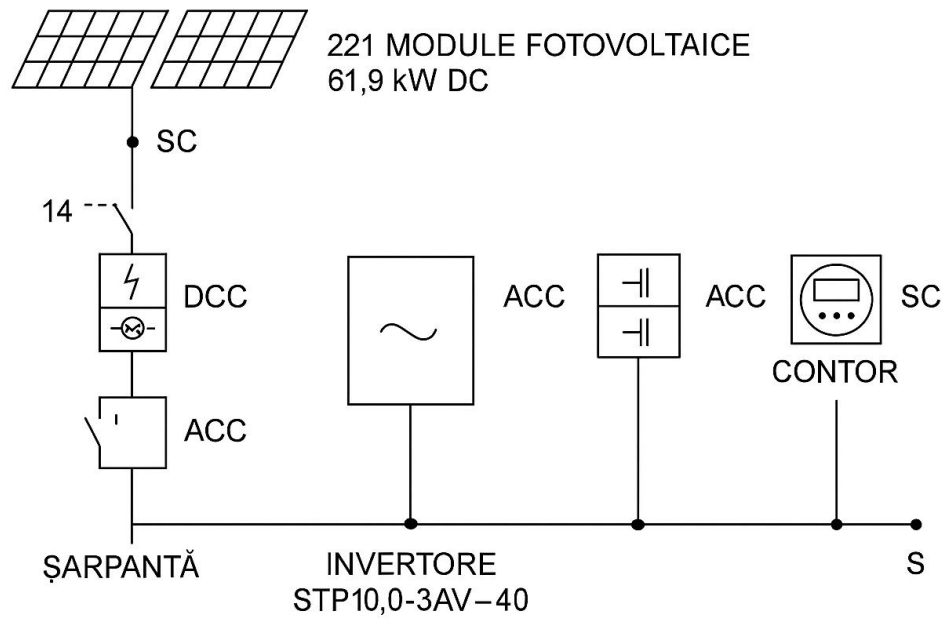 221 MODULE FOTOVOLTAICE
61,9 kW DC
SC
14
DCC
ACC
ACC
SC
CONTOR
ACC
ȘARPANTĂ
INVERTORE
STP10,0-3AV–40
S